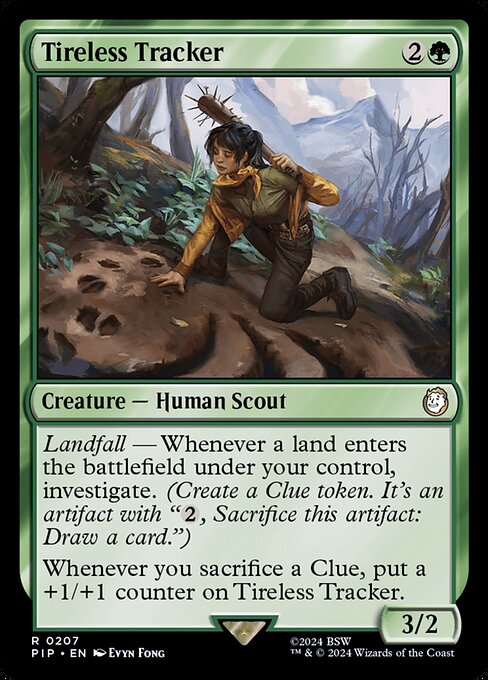 Tireless Tracker 2
Creature — Human Scout
Landfall — Whenever a land enters
the battlefield under your control,
investigate. (Create a Clue token. It's an
artifact with “2, Sacrifice this artifact:
Draw a card.”)
Whenever you sacrifice a Clue, put a
+1/+1 counter on Tireless Tracker.
3/2
R 0207
PIP • EN Evyn Fong
©2024 BSW
™ & © 2024 Wizards of the Coast